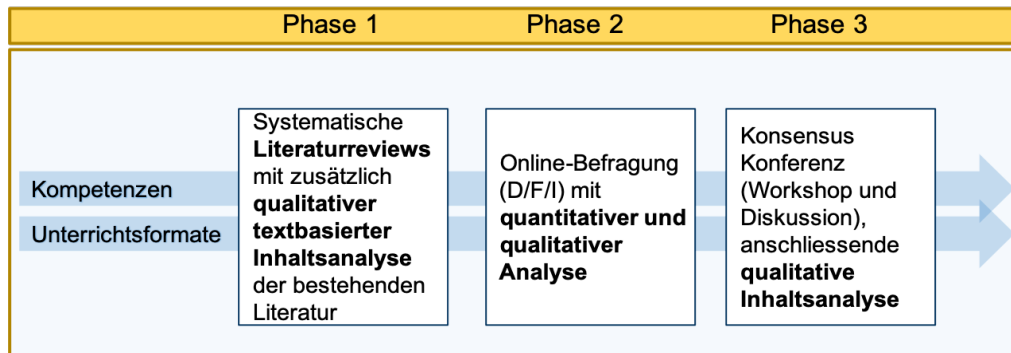 Phase 1
Phase 2
Phase 3
Kompetenzen
Unterrichtsformate
Systematische
Literaturreviews
mit zusätzlich
qualitativer
textbasierter
Inhaltsanalyse
der bestehenden
Literatur
Online-Befragung
(D/F/I) mit
quantitativer und
qualitativer
Analyse
Konsensus
Konferenz
(Workshop und
Diskussion),
anschliessende
qualitative
Inhaltsanalyse